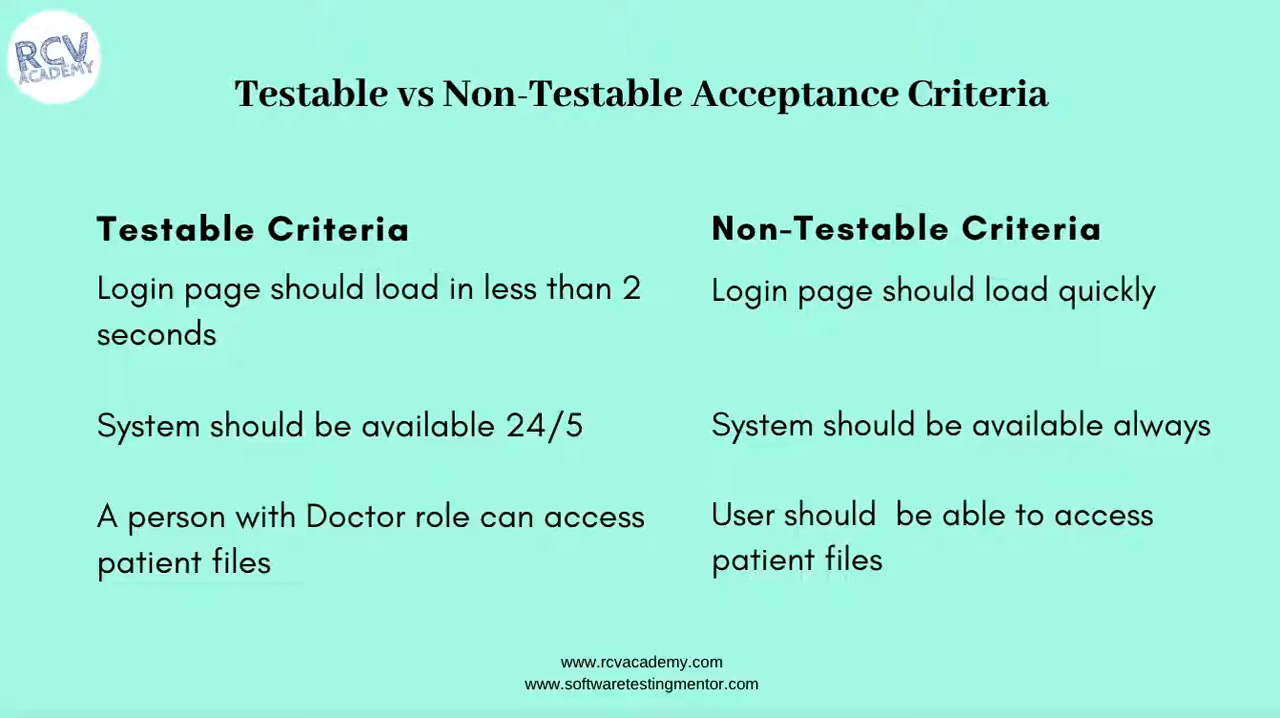 RCV
ACADEMY
Testable vs Non-Testable Acceptance Criteria
Testable Criteria
Login page should load in less than 2
seconds
System should be available 24/5
A person with Doctor role can access
patient files
Non-Testable Criteria
Login page should load quickly
System should be available always
User should  be able to access
patient files
www.rcvacademy.com
www.softwaretestingmentor.com